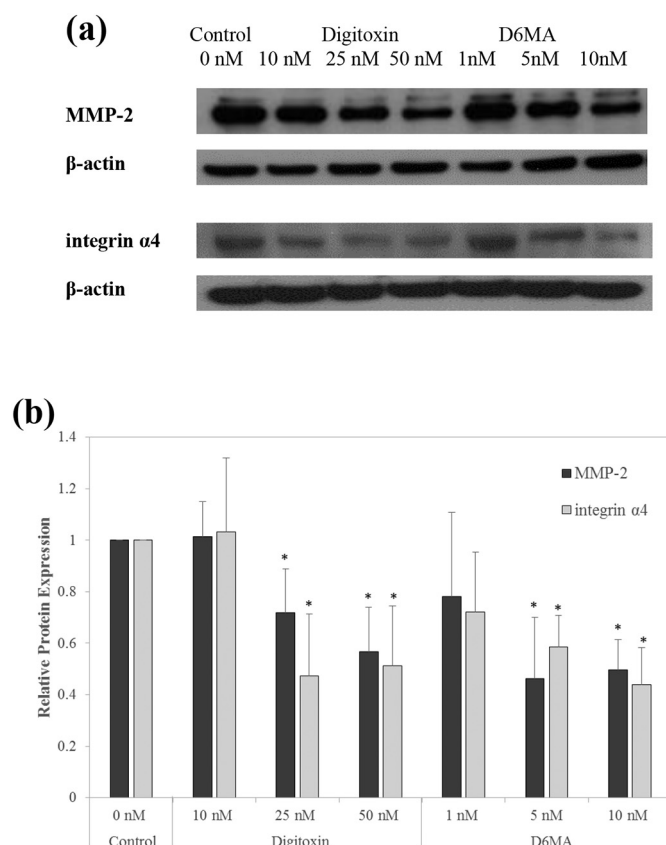 (a)
Control Digitoxin D6MA
0 nM 10 nM 25 nM 50 nM 1nM 5nM 10nM
MMP-2
β-actin
integrin α4
β-actin
(b)
1.4
1.2
1
0.8
0.6
0.4
0.2
0
Relative Protein Expression
MMP-2
integrin α4
* * * * * * * *
0 nM 10 nM 25 nM 50 nM 1 nM 5 nM 10 nM
Control Digitoxin D6MA